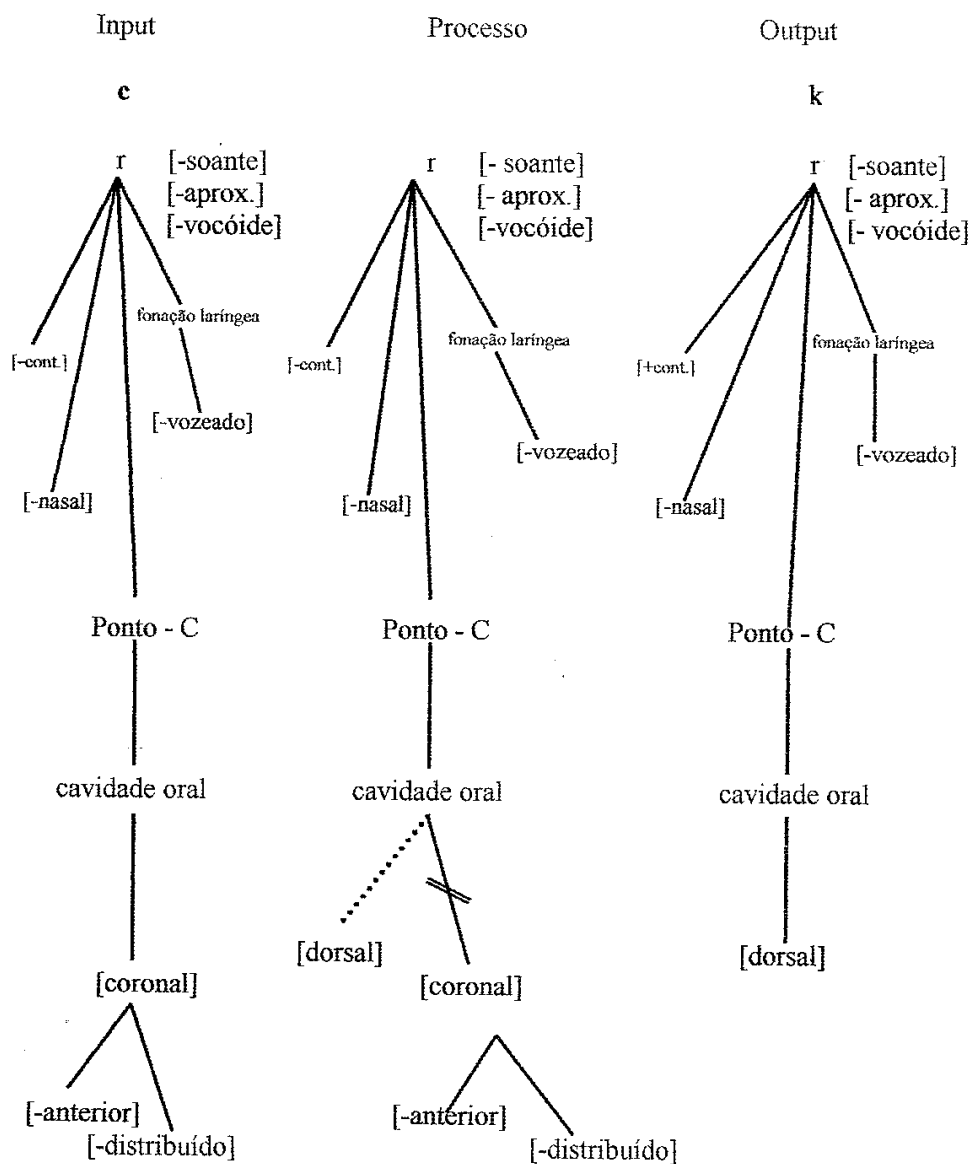 Input Processo Output
c k
r [-soante] r [- soante] r [-soante]
[-aprox.] [- aprox.] [- aprox.]
[-vocóide] [-vocóide] [- vocóide]
fonação laríngea fonação laríngea fonação laríngea
[-cont.] [-cont.] [+cont.]
[-vozeado] [-vozeado] [-vozeado]
[-nasal] [-nasal] [-nasal]
Ponto - C Ponto - C Ponto - C
cavidade oral cavidade oral cavidade oral
[dorsal] [dorsal]
[coronal] [coronal]
[-anterior] [-anterior]
[-distribuído] [-distribuído]